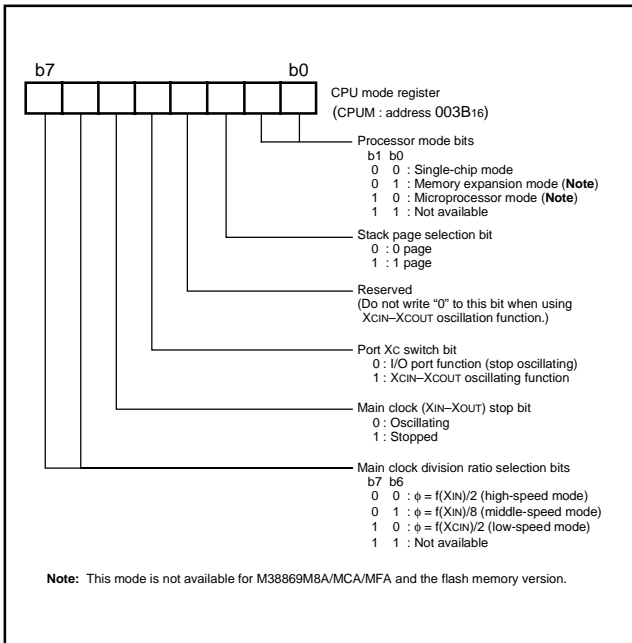 b7 b0
CPU mode register
(CPUM : address 003B16)
Processor mode bits
b1 b0
0 0 : Single-chip mode
0 1 : Memory expansion mode (Note)
1 0 : Microprocessor mode (Note)
1 1 : Not available
Stack page selection bit
0 : 0 page
1 : 1 page
Reserved
(Do not write “0” to this bit when using
XCIN–XCOUT oscillation function.)
Port XC switch bit
0 : I/O port function (stop oscillating)
1 : XCIN–XCOUT oscillating function
Main clock (XIN–XOUT) stop bit
0 : Oscillating
1 : Stopped
Main clock division ratio selection bits
b7 b6
0 0 : φ = f(XIN)/2 (high-speed mode)
0 1 : φ = f(XIN)/8 (middle-speed mode)
1 0 : φ = f(XCIN)/2 (low-speed mode)
1 1 : Not available
Note: This mode is not available for M38869M8A/MCA/MFA and the flash memory version.